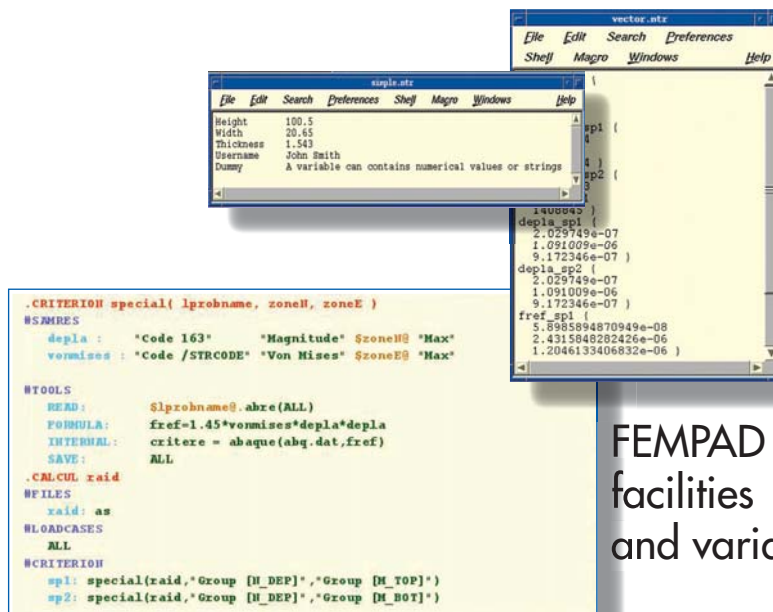 vector.ntr
File Edit Search Preferences
Shell Macro Windows Help
simple.ntr
File Edit Search Preferences Shell Macro Windows Help
Height 100.5
Width 20.65
Thickness 1.543
Username John Smith
Dummy A variable can contains numerical values or strings
(
sp1 (
4
4 )
sp2 (
3
1
1408845 )
depla_sp1 (
2.029749e-07
1.091009e-06
9.172346e-07 )
depla_sp2 (
2.029749e-07
1.091009e-06
9.172346e-07 )
fref_sp1 (
5.8985894870949e-08
2.4315848282426e-06
1.2046133406832e-06 )
.CRITERION special( lprobname, zoneN, zoneE )
#SAMRES
depla : "Code 163" "Magnitude" $zoneN@ "Max"
vonmises : "Code /STRCODE" "Von Mises" $zoneE@ "Max"
#TOOLS
READ: $lprobname@.abre(ALL)
FORMULA: fref=1.45*vonmises*depla*depla
INTERNAL: critere = abaque(abq.dat,fref)
SAVE: ALL
.CALCUL raid
#FILES
raid: as
#LOADCASES
ALL
#CRITERION
sp1: special(raid,"Group [N_DEP]","Group [M_TOP]")
sp2: special(raid,"Group [N_DEP]","Group [M_BOT]")
FEMPAD
facilities
and varia